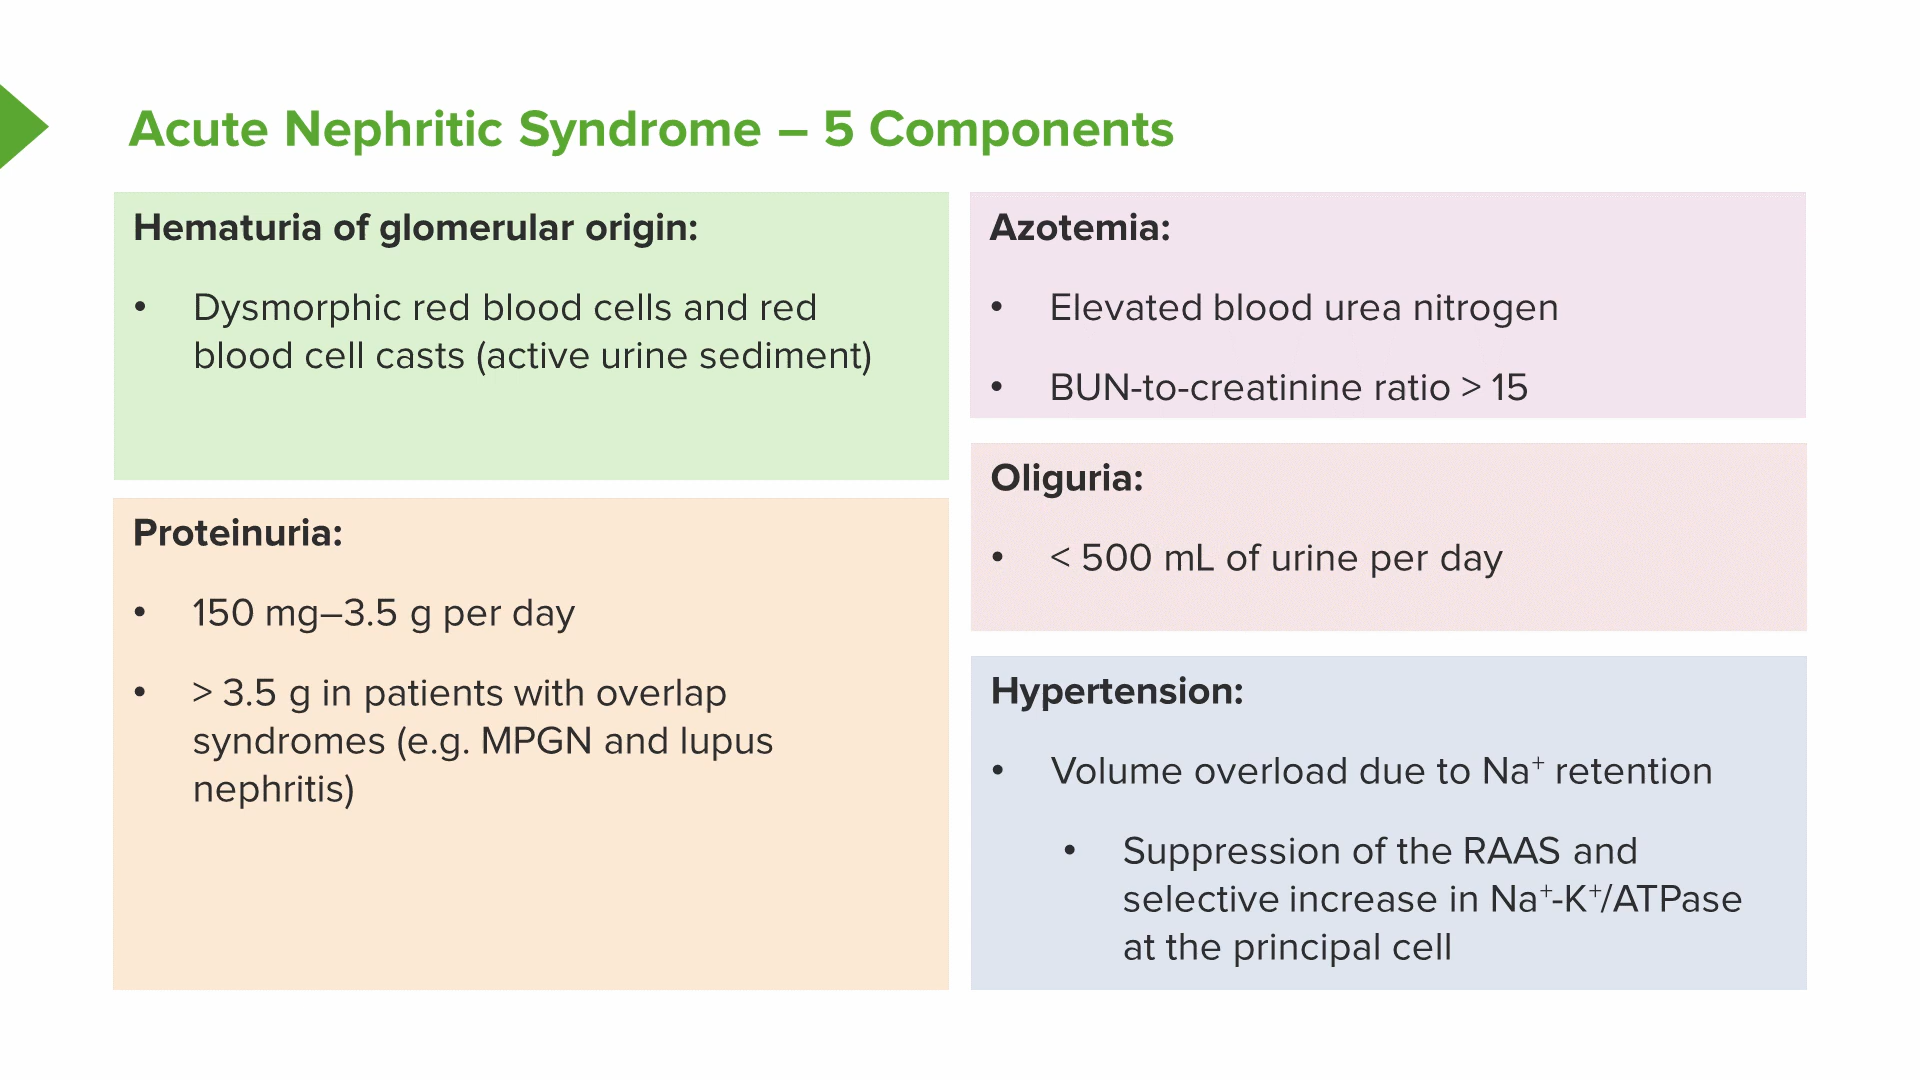 Acute Nephritic Syndrome – 5 Components
Hematuria of glomerular origin:
• Dysmorphic red blood cells and red
blood cell casts (active urine sediment)
Proteinuria:
• 150 mg–3.5 g per day
• > 3.5 g in patients with overlap
syndromes (e.g. MPGN and lupus
nephritis)
Azotemia:
• Elevated blood urea nitrogen
• BUN-to-creatinine ratio > 15
Oliguria:
• < 500 mL of urine per day
Hypertension:
• Volume overload due to Na⁺ retention
• Suppression of the RAAS and
selective increase in Na⁺-K⁺/ATPase
at the principal cell